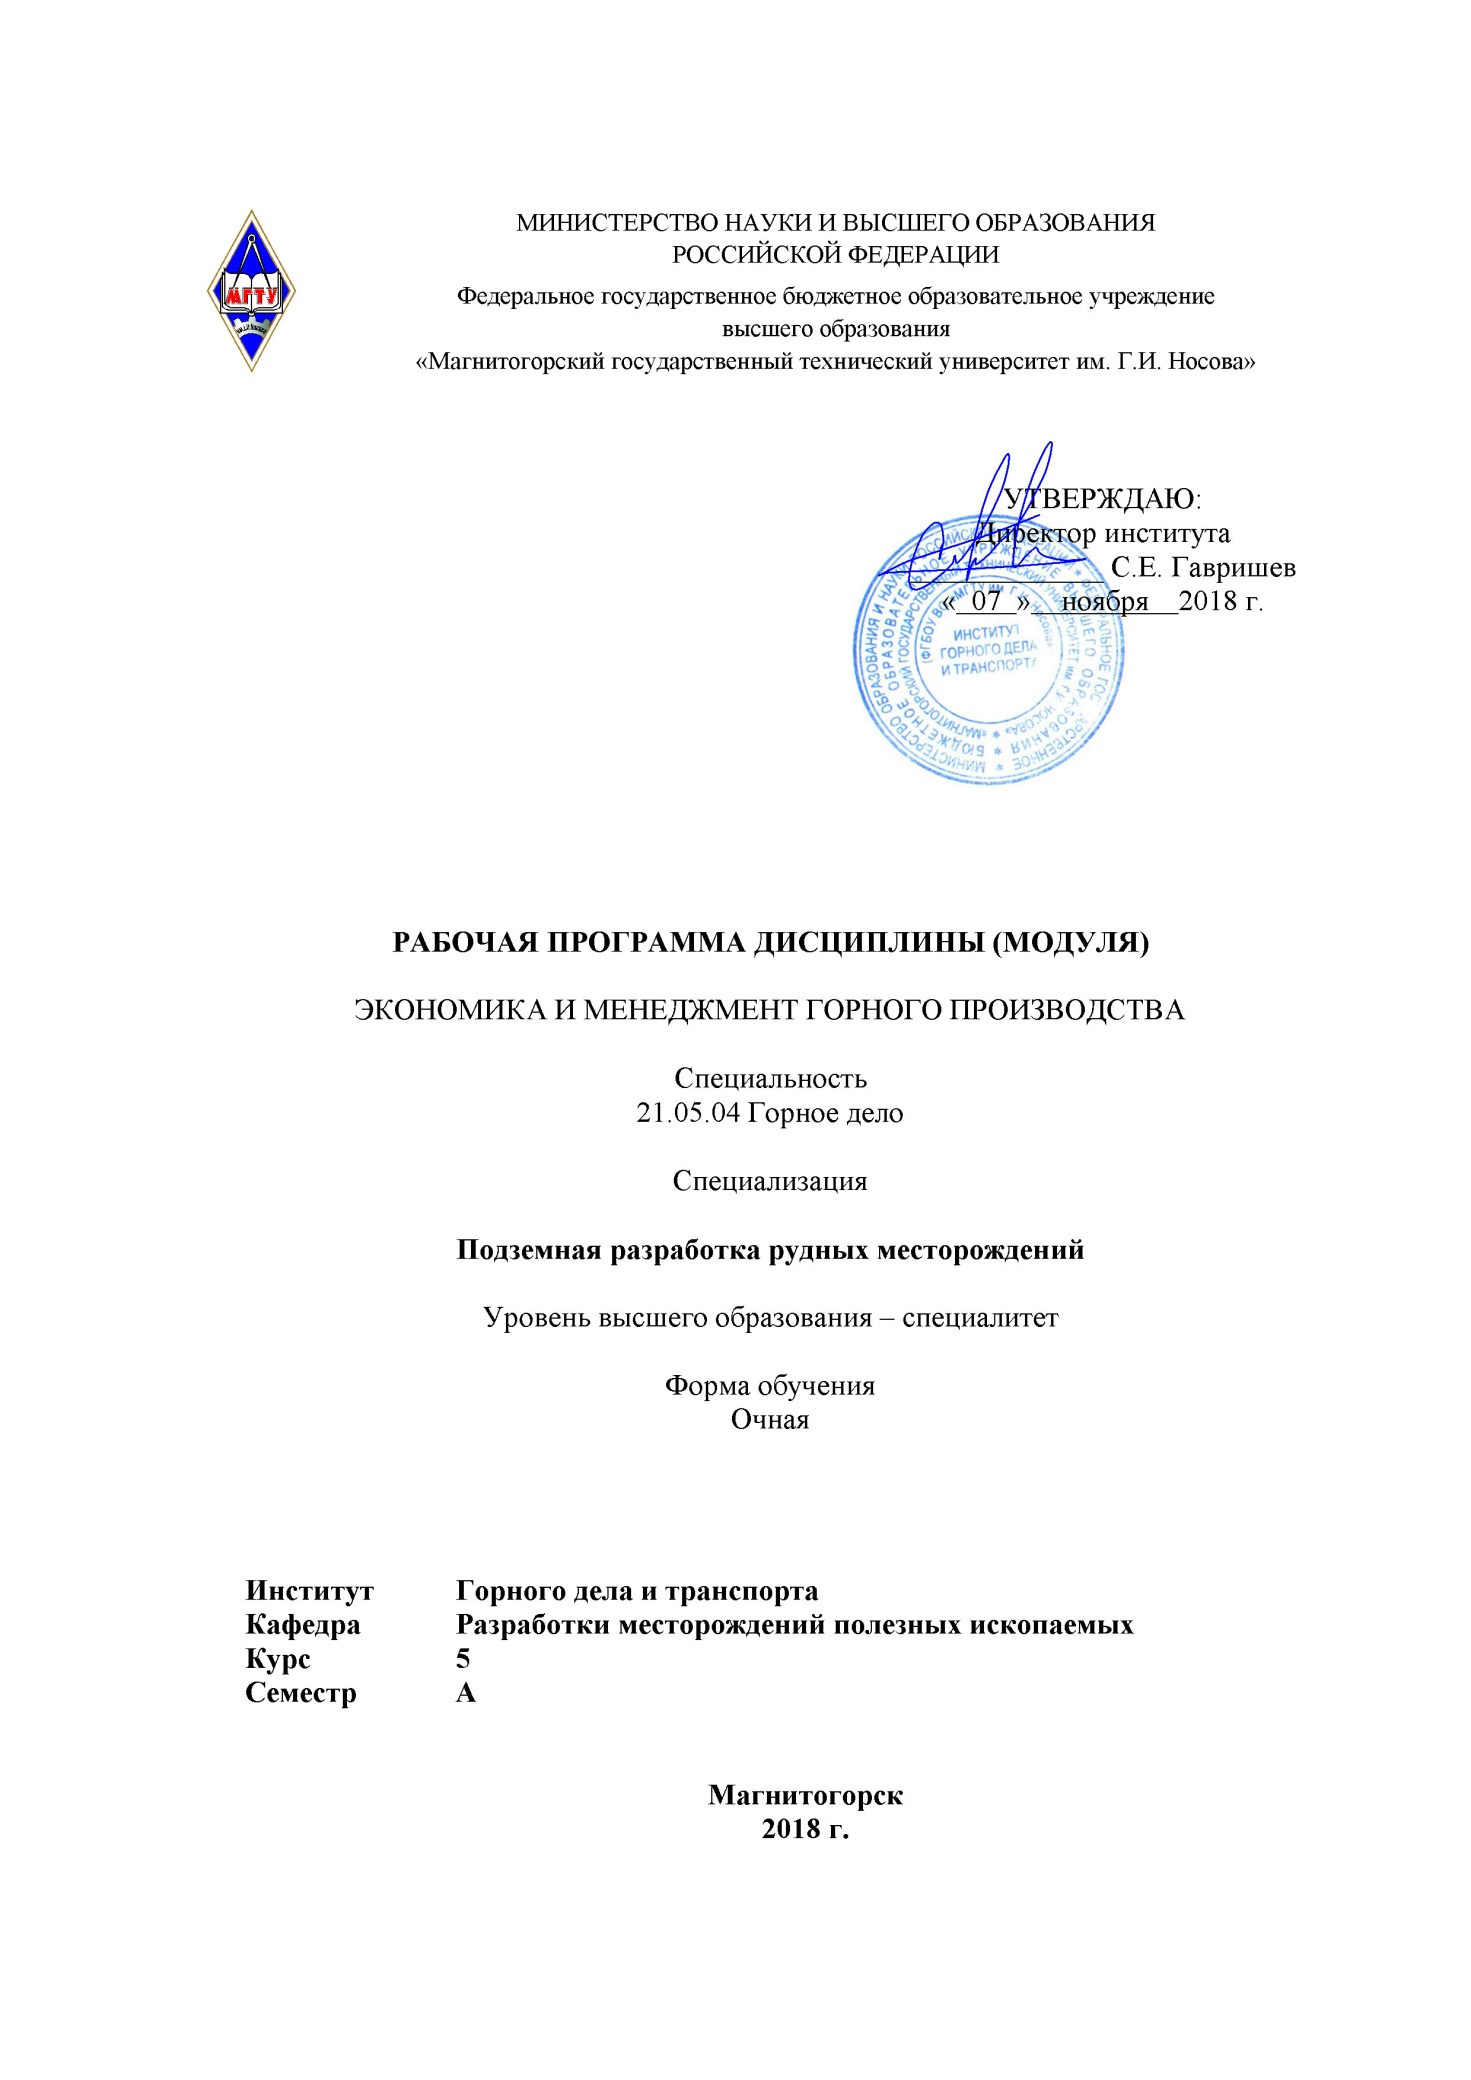 МИНИСТЕРСТВО НАУКИ И ВЫСШЕГО ОБРАЗОВАНИЯ
РОССИЙСКОЙ ФЕДЕРАЦИИ
Федеральное государственное бюджетное образовательное учреждение
высшего образования
«Магнитогорский государственный технический университет им. Г.И. Носова»
МГТУ
УТВЕРЖДАЮ:
Директор института
С.Е. Гавришев
« 07 » ноября 2018 г.
ИНСТИТУТ
ГОРНОГО ДЕЛА
И ТРАНСПОРТА
РАБОЧАЯ ПРОГРАММА ДИСЦИПЛИНЫ (МОДУЛЯ)
ЭКОНОМИКА И МЕНЕДЖМЕНТ ГОРНОГО ПРОИЗВОДСТВА
Специальность
21.05.04 Горное дело
Специализация
Подземная разработка рудных месторождений
Уровень высшего образования – специалитет
Форма обучения
Очная
Институт Горного дела и транспорта
Кафедра Разработки месторождений полезных ископаемых
Курс 5
Семестр А
Магнитогорск
2018 г.